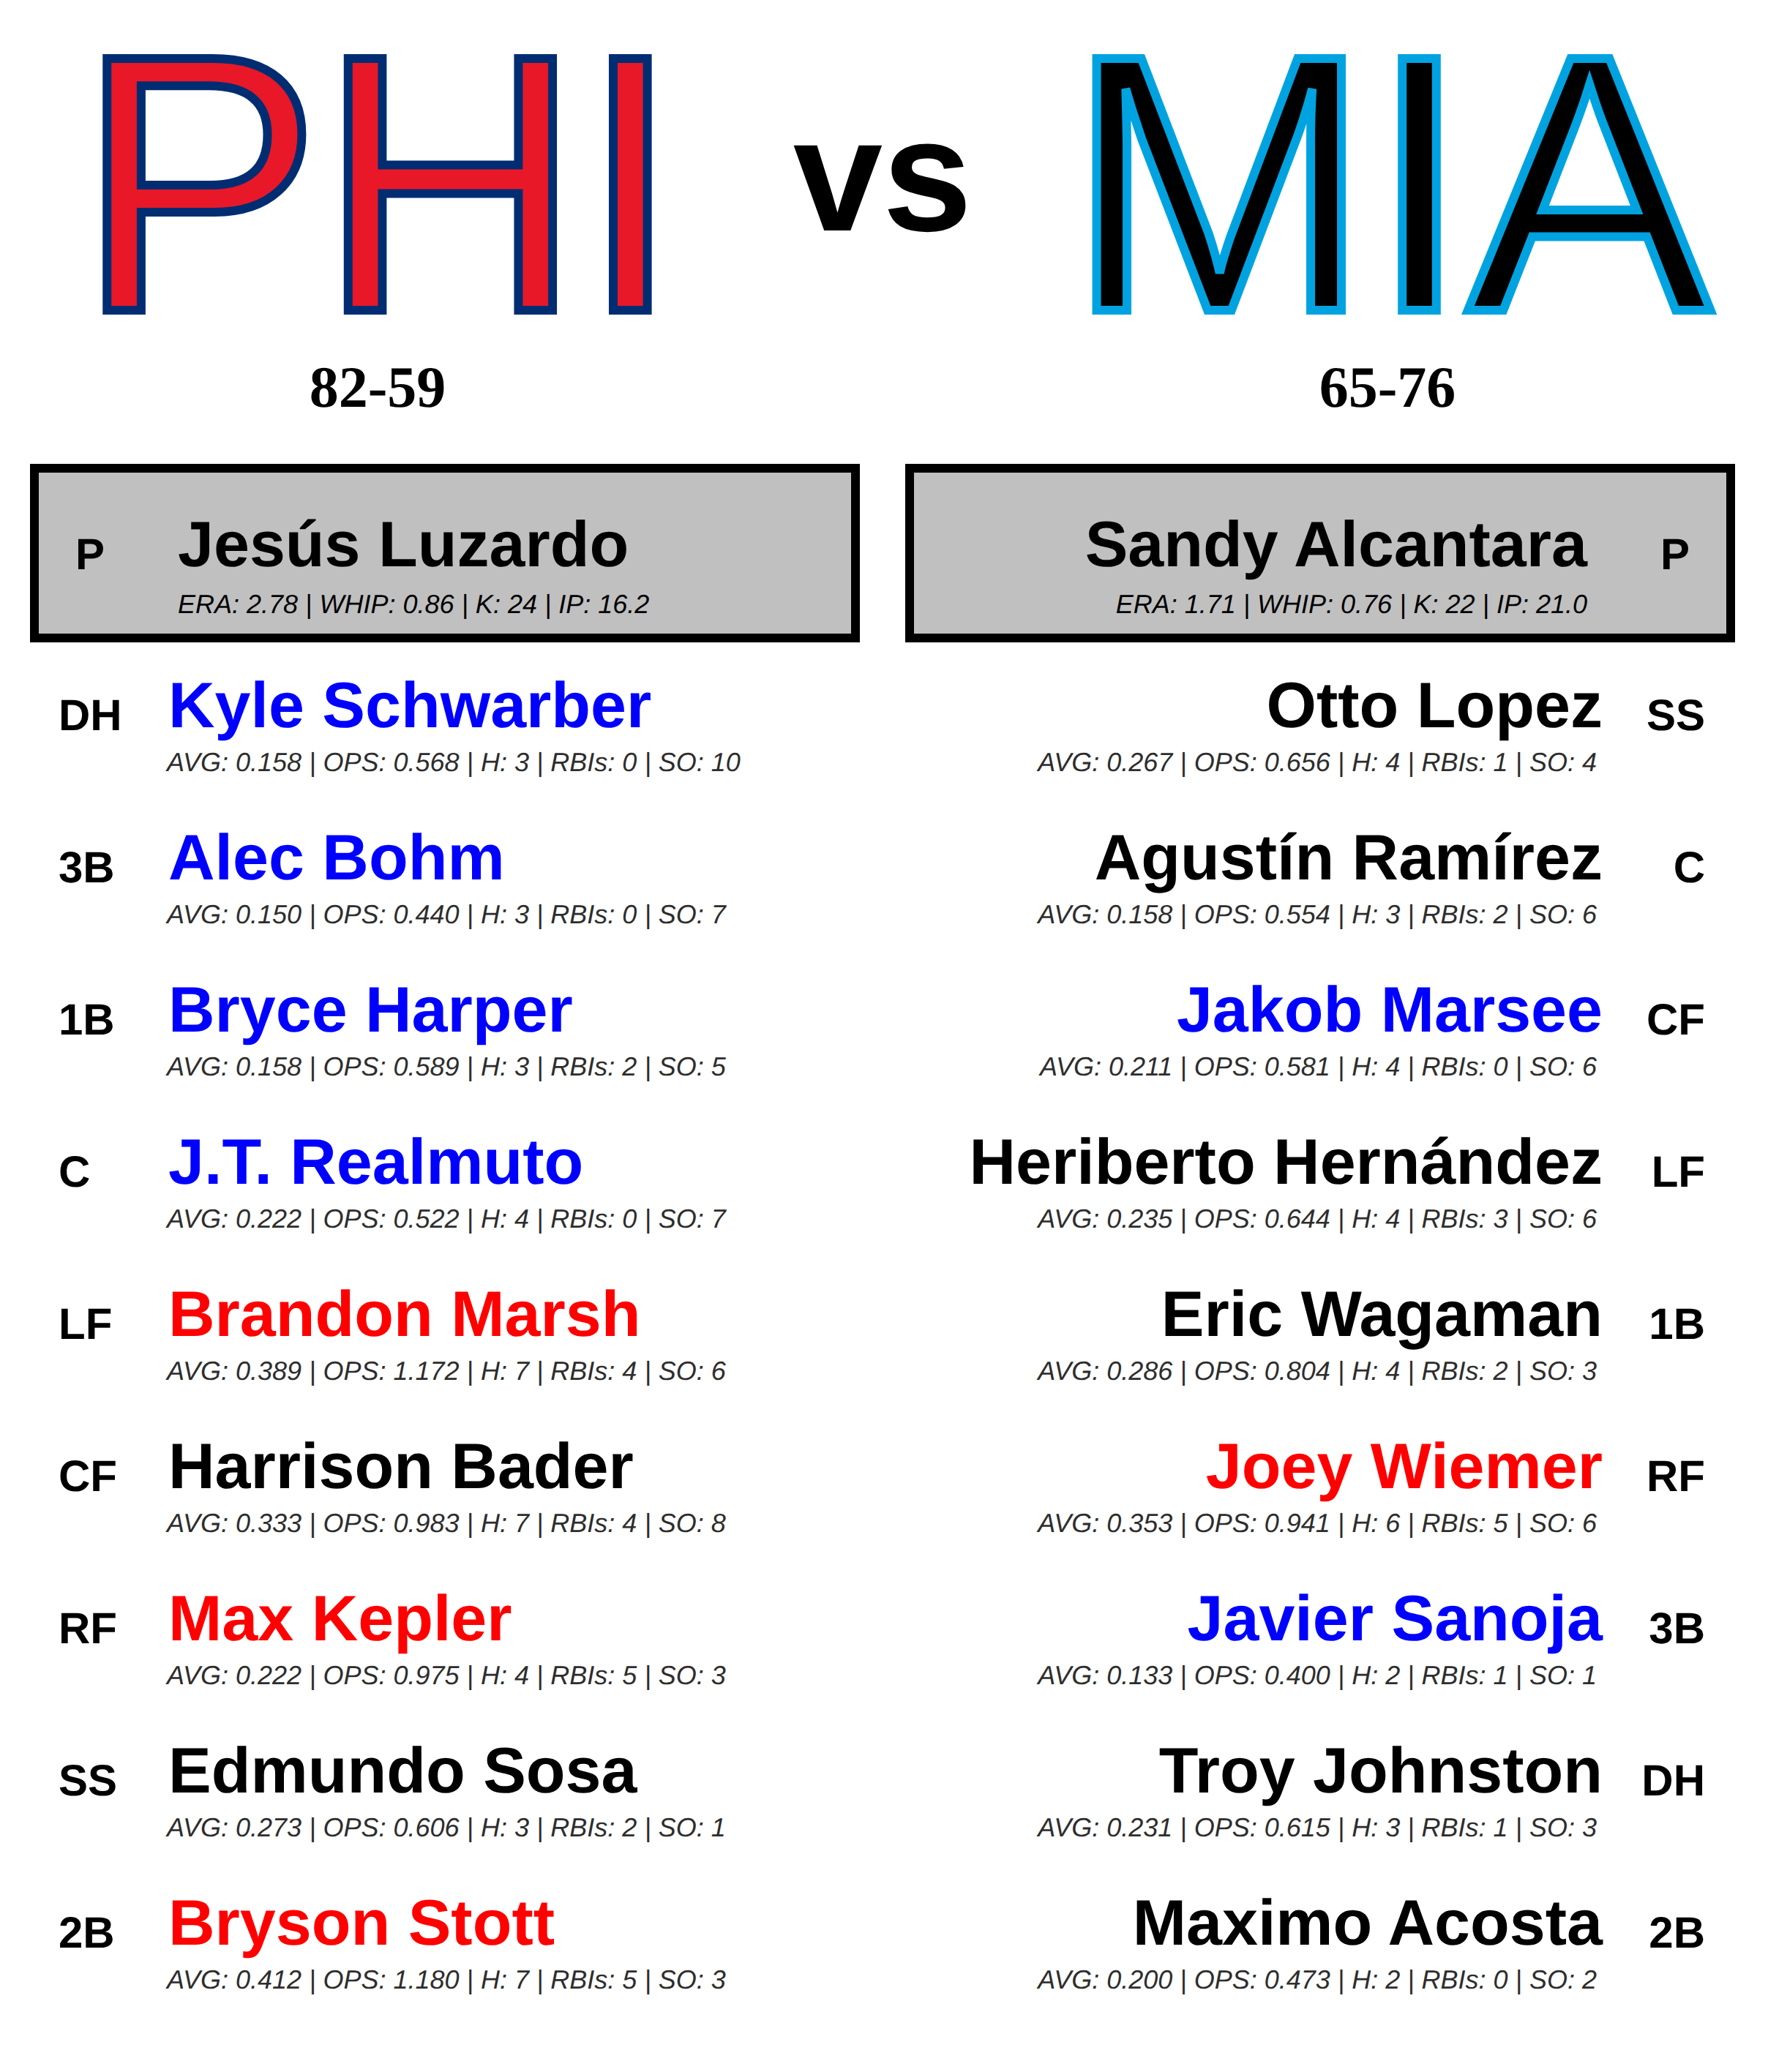 PHI vs MIA
82-59 65-76
P Jesús Luzardo
ERA: 2.78 | WHIP: 0.86 | K: 24 | IP: 16.2
Sandy Alcantara P
ERA: 1.71 | WHIP: 0.76 | K: 22 | IP: 21.0
DH Kyle Schwarber
AVG: 0.158 | OPS: 0.568 | H: 3 | RBIs: 0 | SO: 10
Otto Lopez SS
AVG: 0.267 | OPS: 0.656 | H: 4 | RBIs: 1 | SO: 4
3B Alec Bohm
AVG: 0.150 | OPS: 0.440 | H: 3 | RBIs: 0 | SO: 7
Agustín Ramírez C
AVG: 0.158 | OPS: 0.554 | H: 3 | RBIs: 2 | SO: 6
1B Bryce Harper
AVG: 0.158 | OPS: 0.589 | H: 3 | RBIs: 2 | SO: 5
Jakob Marsee CF
AVG: 0.211 | OPS: 0.581 | H: 4 | RBIs: 0 | SO: 6
C J.T. Realmuto
AVG: 0.222 | OPS: 0.522 | H: 4 | RBIs: 0 | SO: 7
Heriberto Hernández LF
AVG: 0.235 | OPS: 0.644 | H: 4 | RBIs: 3 | SO: 6
LF Brandon Marsh
AVG: 0.389 | OPS: 1.172 | H: 7 | RBIs: 4 | SO: 6
Eric Wagaman 1B
AVG: 0.286 | OPS: 0.804 | H: 4 | RBIs: 2 | SO: 3
CF Harrison Bader
AVG: 0.333 | OPS: 0.983 | H: 7 | RBIs: 4 | SO: 8
Joey Wiemer RF
AVG: 0.353 | OPS: 0.941 | H: 6 | RBIs: 5 | SO: 6
RF Max Kepler
AVG: 0.222 | OPS: 0.975 | H: 4 | RBIs: 5 | SO: 3
Javier Sanoja 3B
AVG: 0.133 | OPS: 0.400 | H: 2 | RBIs: 1 | SO: 1
SS Edmundo Sosa
AVG: 0.273 | OPS: 0.606 | H: 3 | RBIs: 2 | SO: 1
Troy Johnston DH
AVG: 0.231 | OPS: 0.615 | H: 3 | RBIs: 1 | SO: 3
2B Bryson Stott
AVG: 0.412 | OPS: 1.180 | H: 7 | RBIs: 5 | SO: 3
Maximo Acosta 2B
AVG: 0.200 | OPS: 0.473 | H: 2 | RBIs: 0 | SO: 2